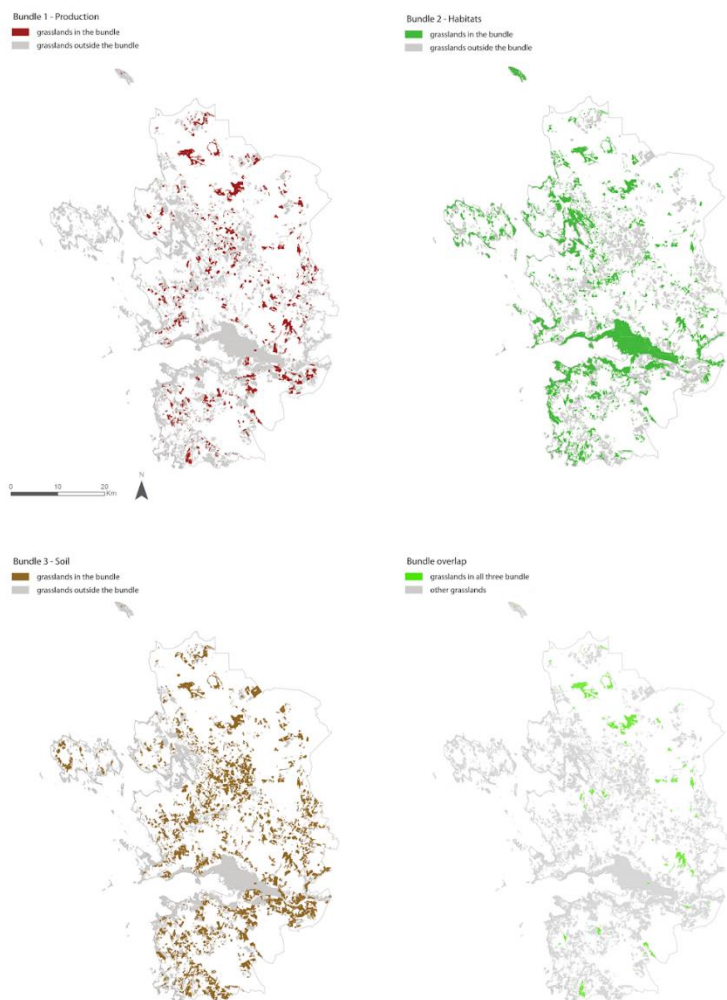 Bundle 1 - Production
grasslands in the bundle
grasslands outside the bundle
Bundle 2 - Habitats
grasslands in the bundle
grasslands outside the bundle
0 10 20
Km
N
Bundle 3 - Soil
grasslands in the bundle
grasslands outside the bundle
Bundle overlap
grasslands in all three bundle
other grasslands